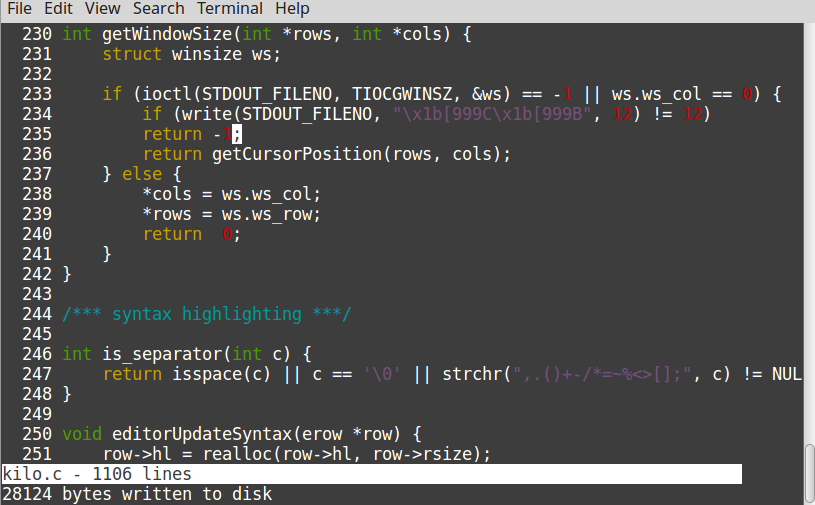 File Edit View Search Terminal Help
230 int getWindowSize(int *rows, int *cols) {
231     struct winsize ws;
232
233     if (ioctl(STDOUT_FILENO, TIOCGWINSZ, &ws) == -1 || ws.ws_col == 0) {
234         if (write(STDOUT_FILENO, "\x1b[999C\x1b[999B", 12) != 12)
235         return -1;
236         return getCursorPosition(rows, cols);
237     } else {
238         *cols = ws.ws_col;
239         *rows = ws.ws_row;
240         return  0;
241     }
242 }
243
244 /*** syntax highlighting ***/
245
246 int is_separator(int c) {
247     return isspace(c) || c == '\0' || strchr(",.()+-/*=~%<>[];", c) != NUL
248 }
249
250 void editorUpdateSyntax(erow *row) {
251     row->hl = realloc(row->hl, row->rsize);
kilo.c - 1106 lines
28124 bytes written to disk